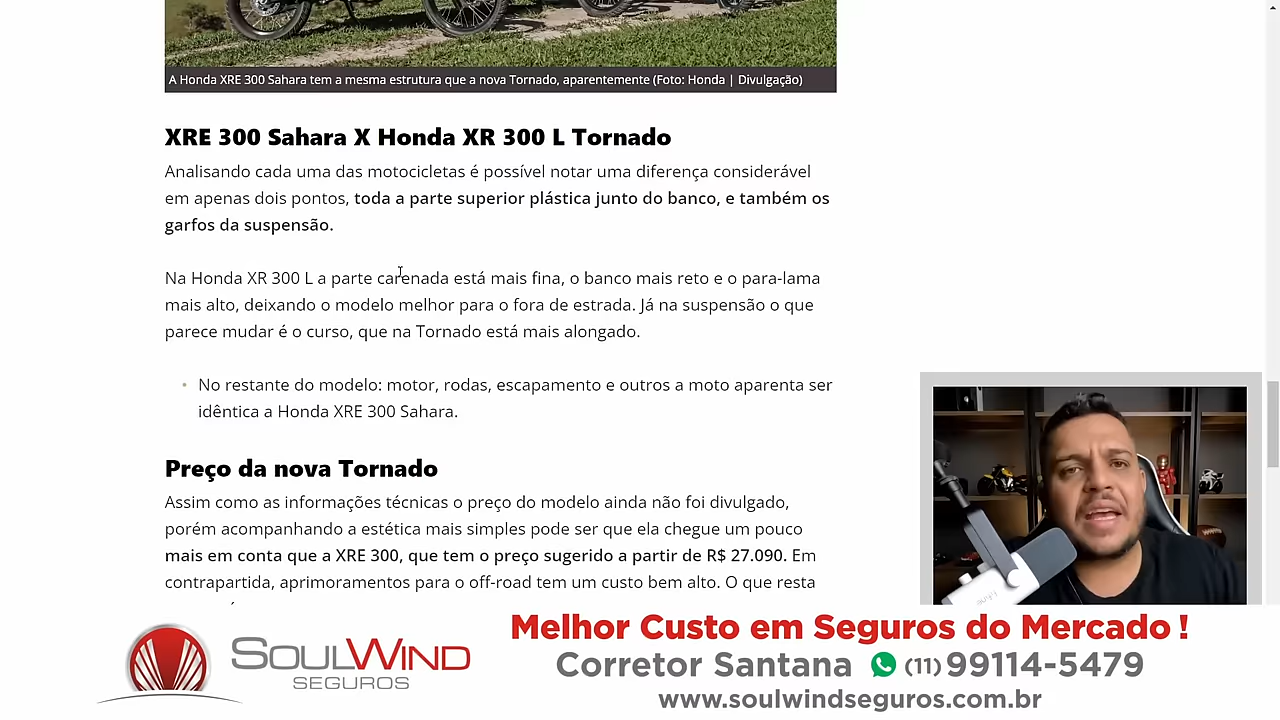 A Honda XRE 300 Sahara tem a mesma estrutura que a nova Tornado, aparentemente (Foto: Honda | Divulgação)
XRE 300 Sahara X Honda XR 300 L Tornado
Analisando cada uma das motocicletas é possível notar uma diferença considerável
em apenas dois pontos, toda a parte superior plástica junto do banco, e também os
garfos da suspensão.
Na Honda XR 300 L a parte carenada está mais fina, o banco mais reto e o para-lama
mais alto, deixando o modelo melhor para o fora de estrada. Já na suspensão o que
parece mudar é o curso, que na Tornado está mais alongado.
• No restante do modelo: motor, rodas, escapamento e outros a moto aparenta ser
idêntica a Honda XRE 300 Sahara.
Preço da nova Tornado
Assim como as informações técnicas o preço do modelo ainda não foi divulgado,
porém acompanhando a estética mais simples pode ser que ela chegue um pouco
mais em conta que a XRE 300, que tem o preço sugerido a partir de R$ 27.090. Em
contrapartida, aprimoramentos para o off-road tem um custo bem alto. O que resta
SOULWIND
SEGUROS
Melhor Custo em Seguros do Mercado !
Corretor Santana (11) 99114-5479
www.soulwindseguros.com.br